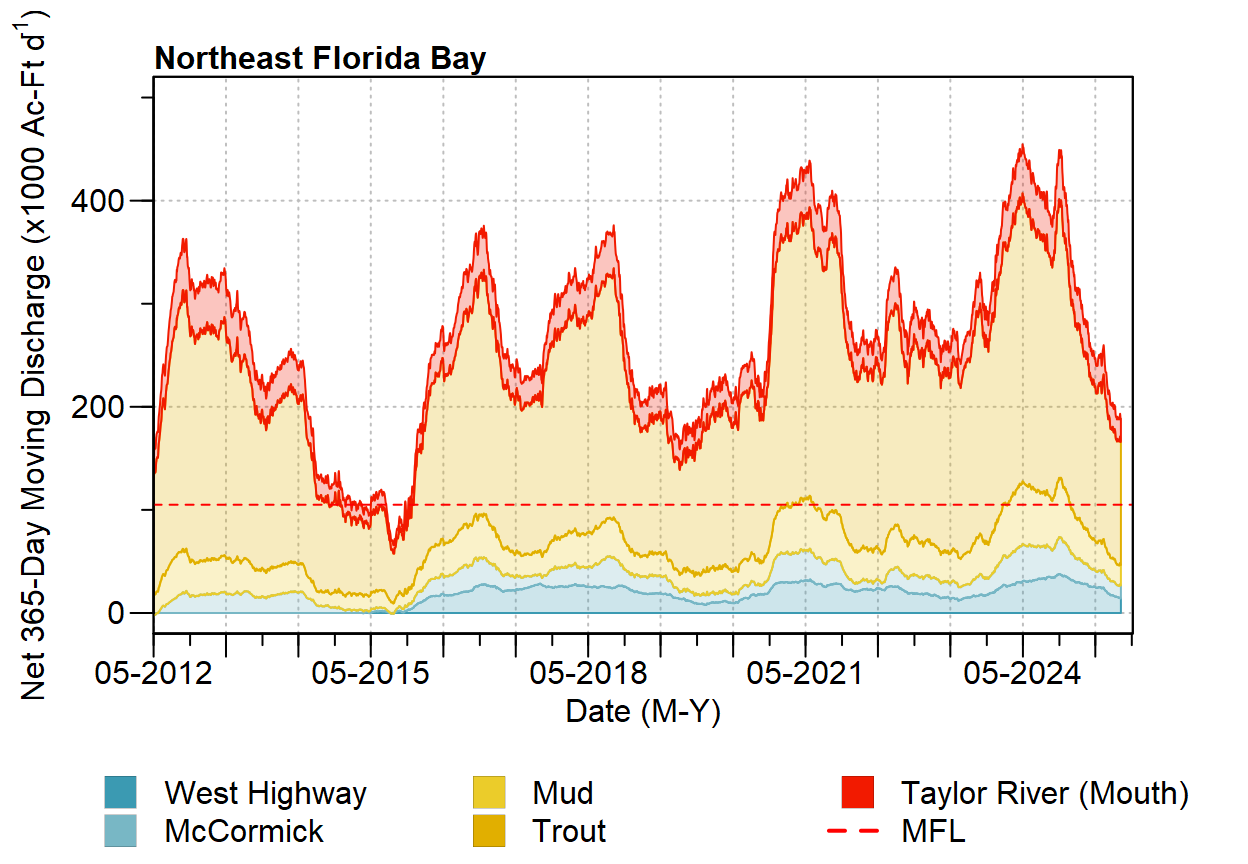 Northeast Florida Bay
Net 365-Day Moving Discharge (x1000 Ac-Ft d⁻¹)
400
200
0
05-2012 05-2015 05-2018 05-2021 05-2024
Date (M-Y)
West Highway Mud Taylor River (Mouth)
McCormick Trout MFL